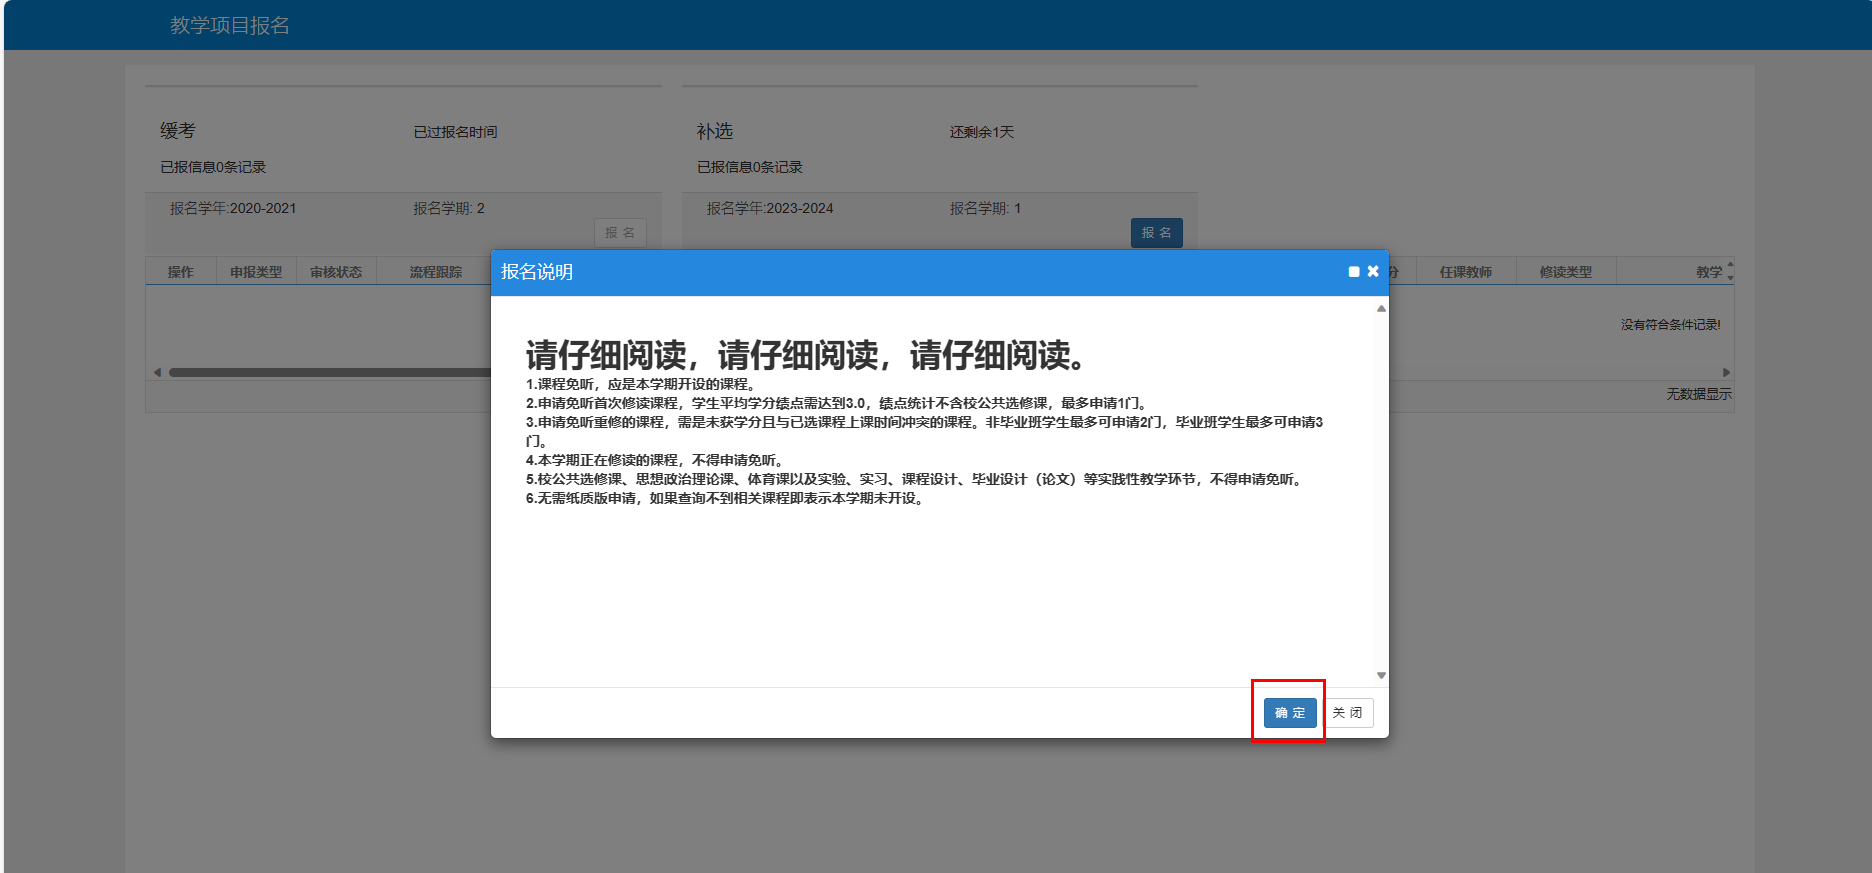 教学项目报名
缓考 已过报名时间
已报信息0条记录
报名学年:2020-2021 报名学期: 2
报 名
补选 还剩余1天
已报信息0条记录
报名学年:2023-2024 报名学期: 1
报 名
操作 申报类型 审核状态 流程跟踪 分 任课教师 修读类型 教学
没有符合条件记录!
无数据显示
报名说明
请仔细阅读，请仔细阅读，请仔细阅读。
1.课程免听，应是本学期开设的课程。
2.申请免听首次修读课程，学生平均学分绩点需达到3.0，绩点统计不含校公共选修课，最多申请1门。
3.申请免听重修的课程，需是未获学分且与已选课程上课时间冲突的课程。非毕业班学生最多可申请2门，毕业班学生最多可申请3
门。
4.本学期正在修读的课程，不得申请免听。
5.校公共选修课、思想政治理论课、体育课以及实验、实习、课程设计、毕业设计（论文）等实践性教学环节，不得申请免听。
6.无需纸质版申请，如果查询不到相关课程即表示本学期未开设。
确 定 关 闭